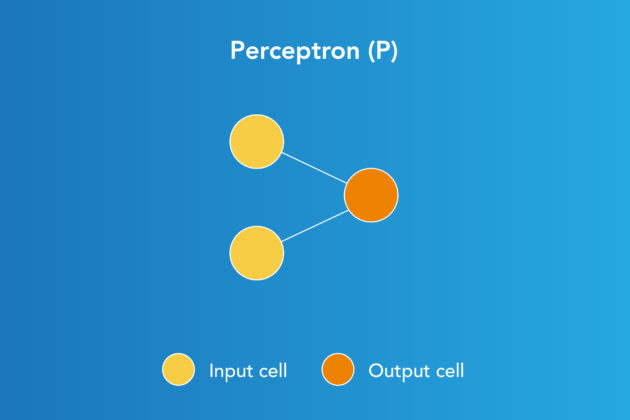 Perceptron (P)
Input cell
Output cell